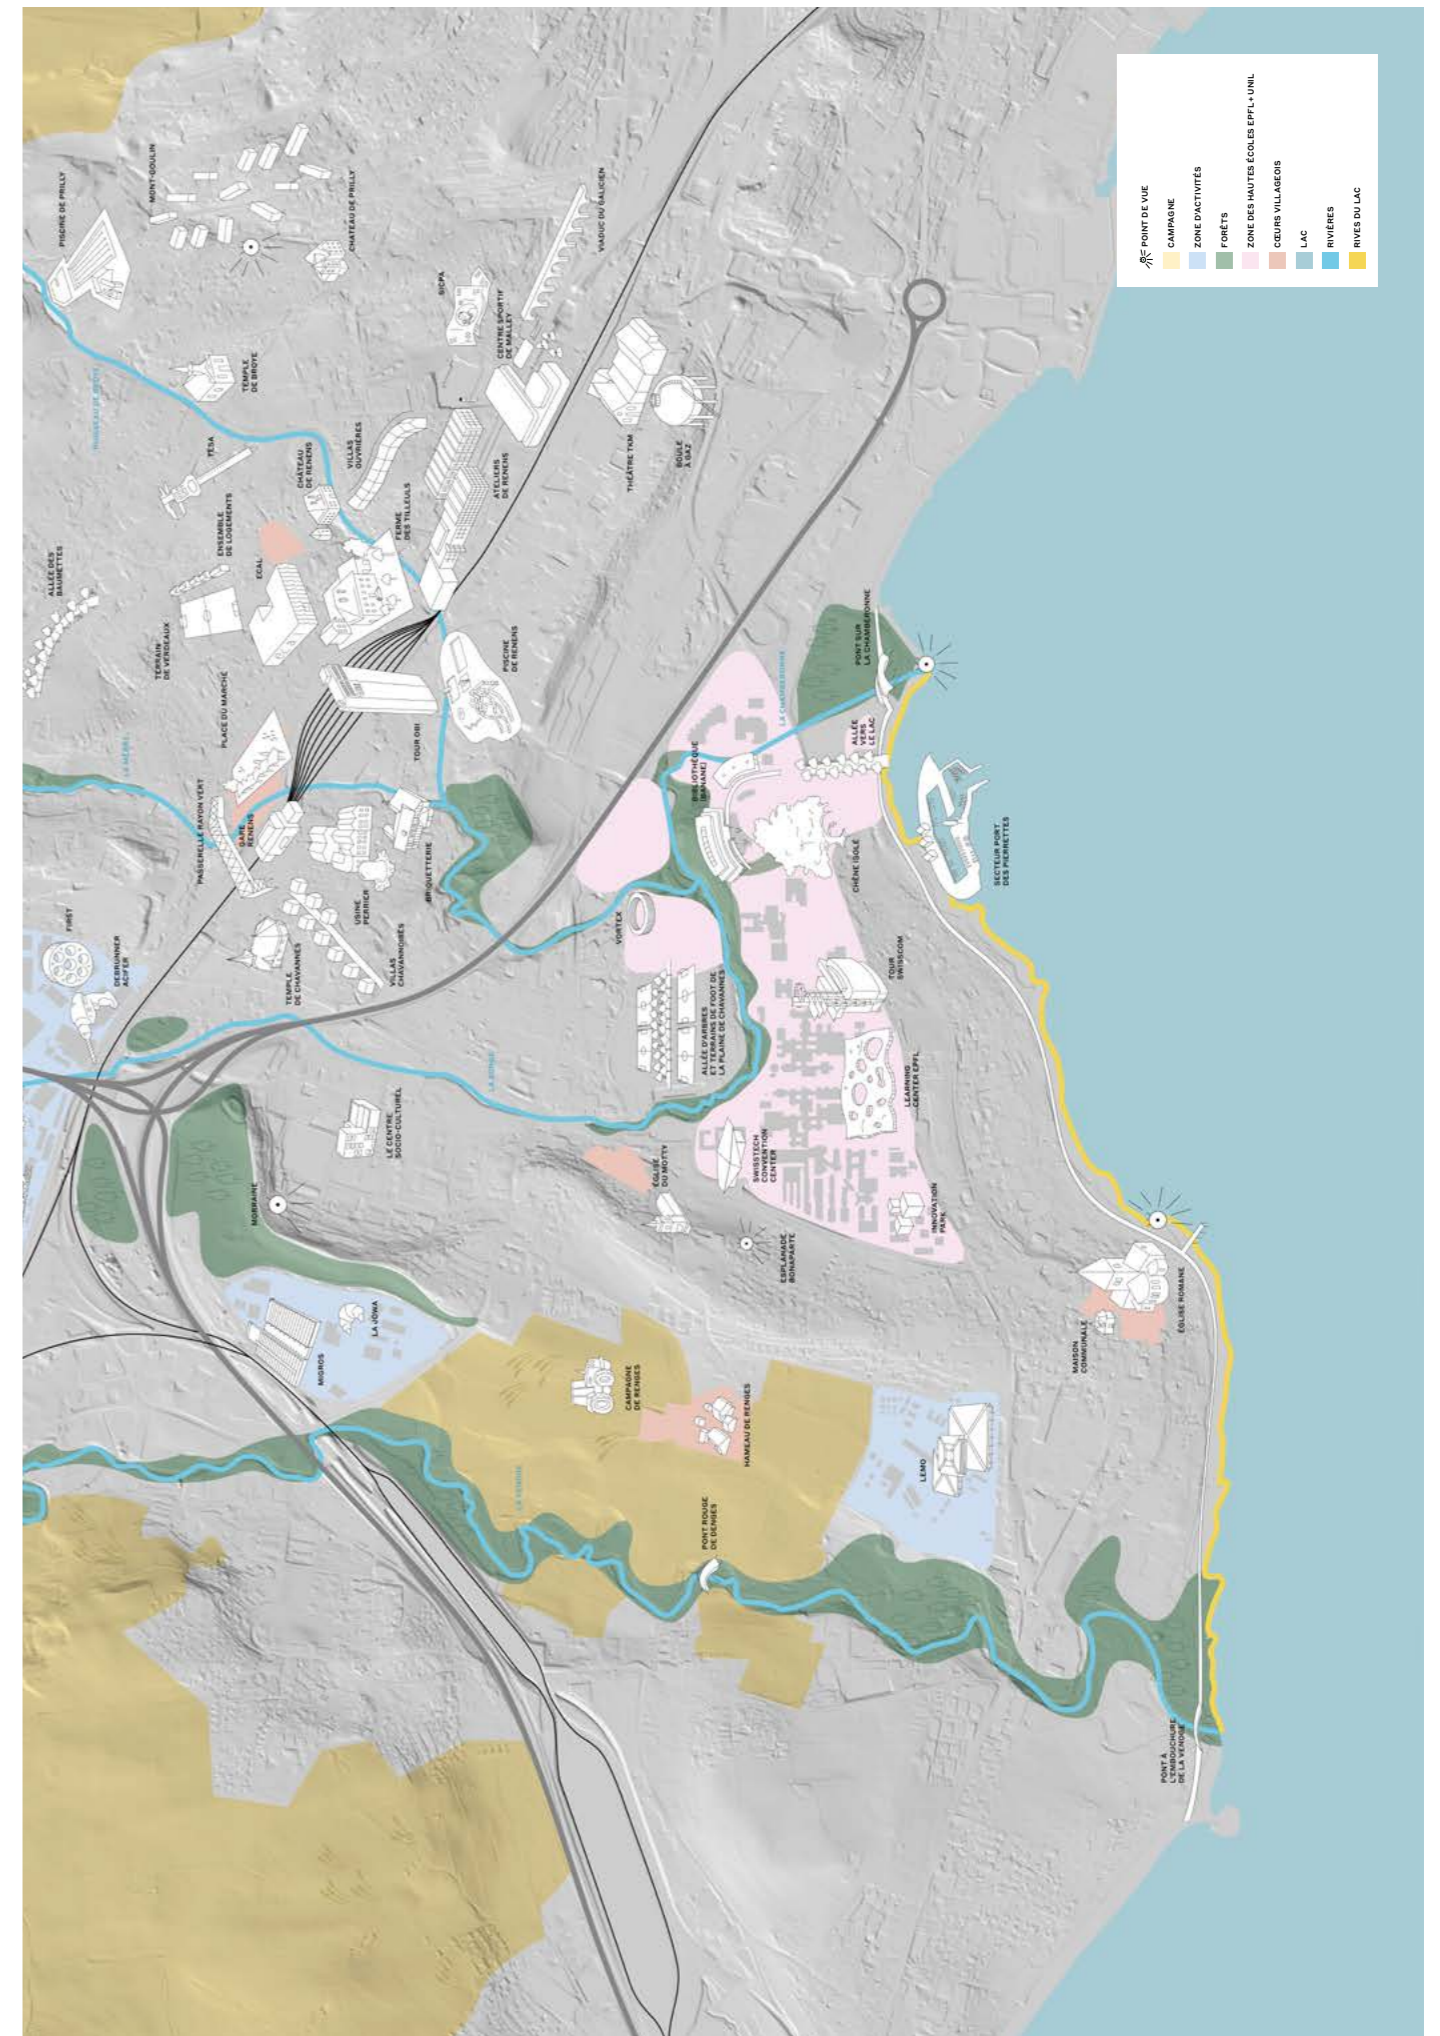 ALLÉE DES
BAUMETTES
PISCINE DE PRILLY
FIRST
DEBRUNNER
ACIFER
LA MÈBRE
TERRAIN
DE VERDEAUX
MONT-GOULIN
PASSERELLE RAYON VERT
PLACE DU MARCHÉ
TESA
ENSEMBLE
DE LOGEMENTS
ECAL
TEMPLE
DE BROYE
GARE
RENENS
MORRAINE
TEMPLE
DE CHAVANNES
CHÂTEAU
DE RENENS
MIGROS
LA JOWA
USINE
PERRIER
VILLAS
OUVRIÈRES
CHATEAU DE PRILLY
LE CENTRE
SOCIO-CULTUREL
VILLAS
CHAVANNOISES
FERME
DES TILLEULS
BRIQUETTERIE
TOUR OBI
SICPA
LA SORGE
ATELIERS
DE RENENS
CENTRE SPORTIF
DE MALLEY
PISCINE
DE RENENS
LA VENOGE
VIADUC DU GALICIEN
VORTEX
CAMPAGNE
DE RENGES
THÉÂTRE TKM
ÉGLISE
DU MOTTY
BOULE
À GAZ
BIBLIOTHÈQUE
(BANANE)
PONT ROUGE
DE DENGES
ALLÉE D'ARBRES
ET TERRAINS DE FOOT DE
LA PLAINE DE CHAVANNES
HAMEAU DE RENGES
SWISSTECH
CONVENTION
CENTER
LA CHAMBERONNE
ESPLANADE
BONAPARTE
CHÊNE ISOLÉ
ALLÉE
VERS
LE LAC
PONT SUR
LA CHAMBERONNE
TOUR
SWISSCOM
LEARNING
CENTER EPFL
LEMO
INNOVATION
PARK
SECTEUR PORT
DES PIERRETTES
MAISON
COMMUNALE
ÉGLISE ROMANE
PONT À
L'EMBOUCHURE
DE LA VENOGE
POINT DE VUE
CAMPAGNE
ZONE D'ACTIVITÉS
FORÊTS
ZONE DES HAUTES ÉCOLES EPFL + UNIL
CŒURS VILLAGEOIS
LAC
RIVIÈRES
RIVES DU LAC